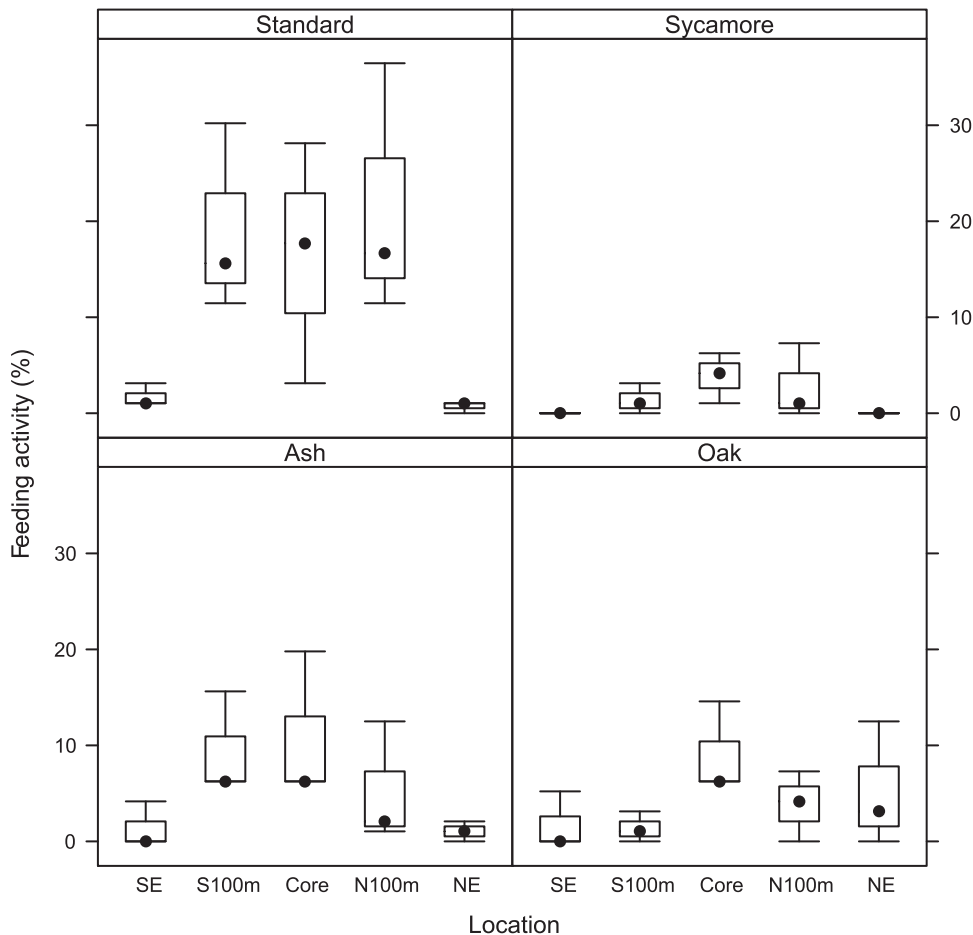 Standard Sycamore
30
20
10
0
Feeding activity (%)
Ash Oak
30
20
10
0
SE S100m Core N100m NE SE S100m Core N100m NE
Location